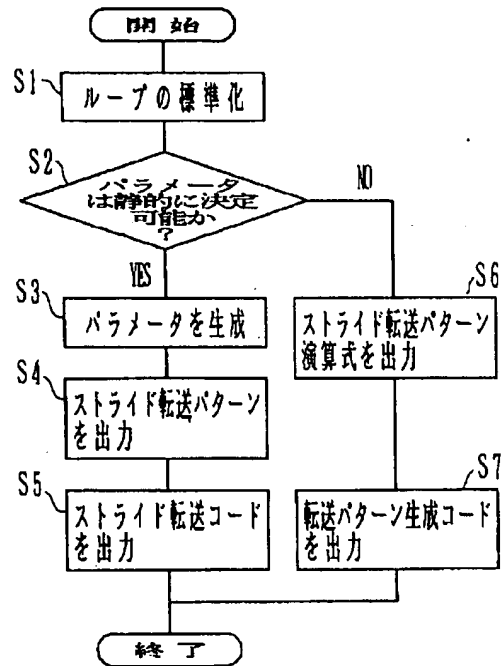 開始
S1
ループの標準化
S2
パラメータ
は静的に決定
可能か
?
NO
YES
S3
パラメータを生成
S4
ストライド転送パターン
を出力
S5
ストライド転送コード
を出力
S6
ストライド転送パターン
演算式を出力
S7
転送パターン生成コード
を出力
終了